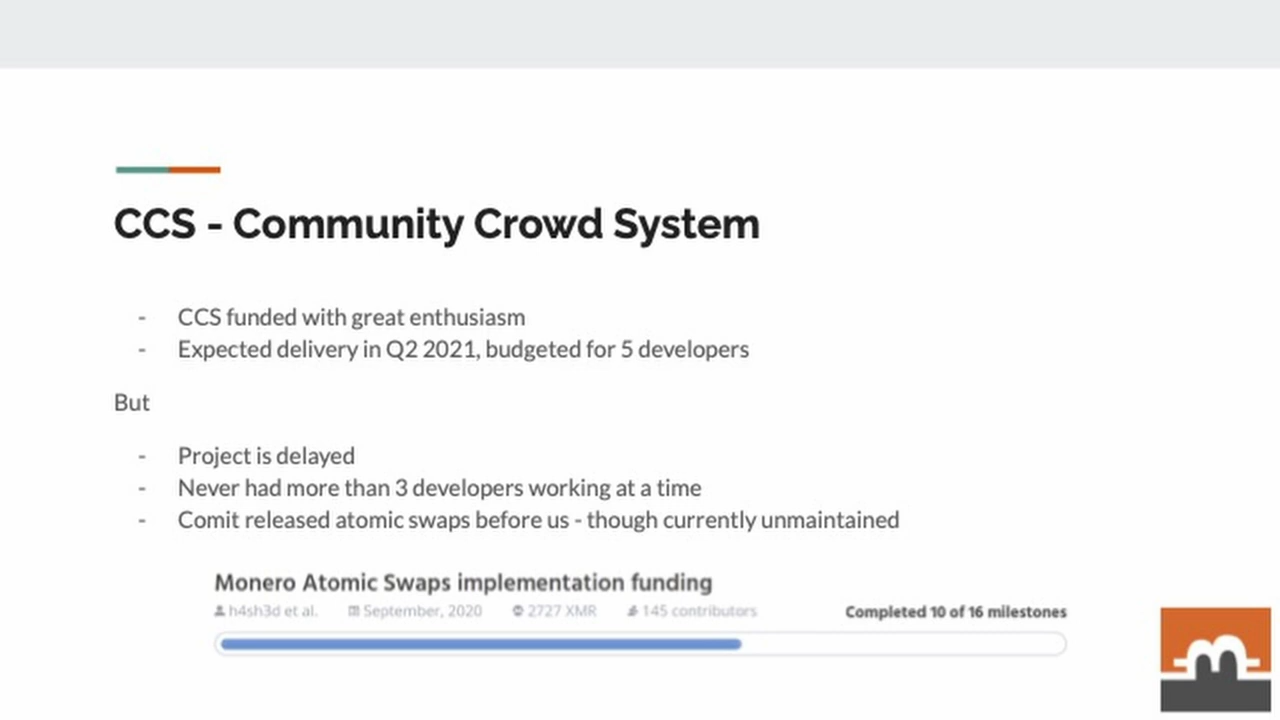 CCS - Community Crowd System
- CCS funded with great enthusiasm
- Expected delivery in Q2 2021, budgeted for 5 developers
But
- Project is delayed
- Never had more than 3 developers working at a time
- Comit released atomic swaps before us - though currently unmaintained
Monero Atomic Swaps implementation funding
h4sh3d et al. September, 2020 2727 XMR 145 contributors Completed 10 of 16 milestones